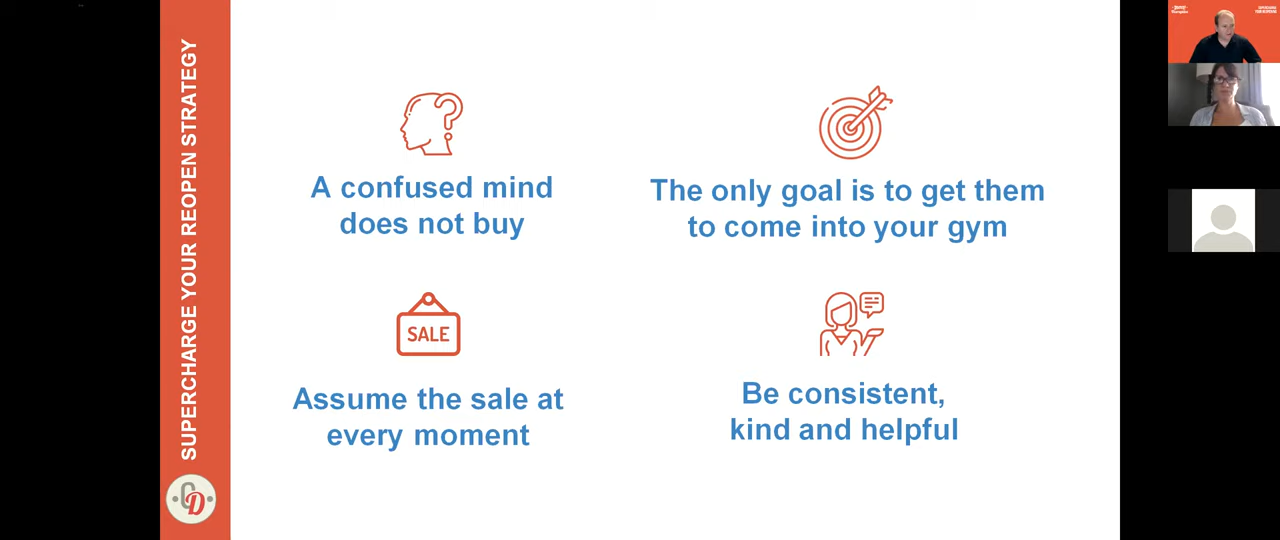 SUPERCHARGE YOUR REOPEN STRATEGY
A confused mind
does not buy
The only goal is to get them
to come into your gym
SALE
Assume the sale at
every moment
Be consistent,
kind and helpful
CD